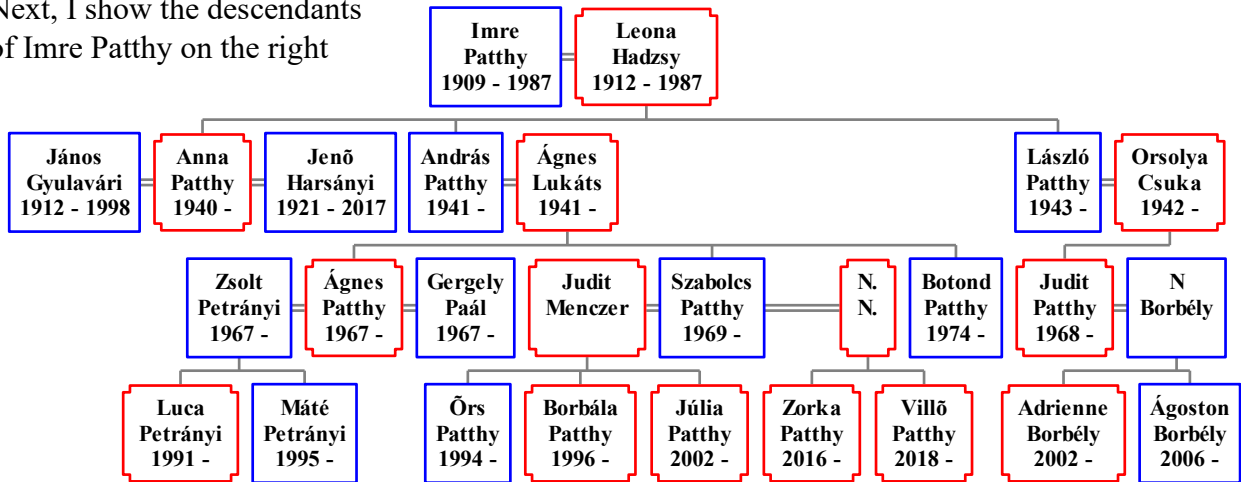 Next, I show the descendants
of Imre Patthy on the right
Imre
Patthy
1909 - 1987
Leona
Hadzsy
1912 - 1987
János
Gyulavári
1912 - 1998
Anna
Patthy
1940 -
Jenõ
Harsányi
1921 - 2017
András
Patthy
1941 -
Ágnes
Lukáts
1941 -
László
Patthy
1943 -
Orsolya
Csuka
1942 -
Zsolt
Petrányi
1967 -
Ágnes
Patthy
1967 -
Gergely
Paál
1967 -
Judit
Menczer
Szabolcs
Patthy
1969 -
N.
N.
Botond
Patthy
1974 -
Judit
Patthy
1968 -
N
Borbély
Luca
Petrányi
1991 -
Máté
Petrányi
1995 -
Õrs
Patthy
1994 -
Borbála
Patthy
1996 -
Júlia
Patthy
2002 -
Zorka
Patthy
2016 -
Villõ
Patthy
2018 -
Adrienne
Borbély
2002 -
Ágoston
Borbély
2006 -